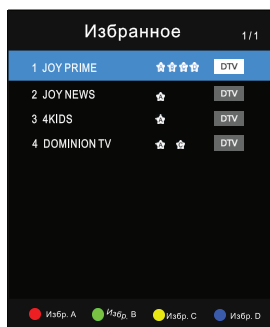 Избранное 1/1
1 JOY PRIME DTV
2 JOY NEWS DTV
3 4KIDS DTV
4 DOMINION TV DTV
Избр. A Избр. B Избр. C Избр. D